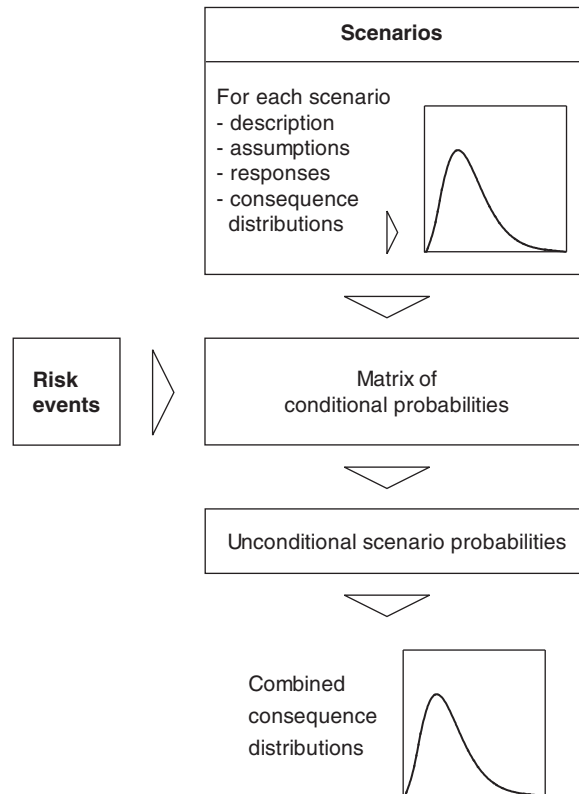 Scenarios
For each scenario
- description
- assumptions
- responses
- consequence
distributions
Risk
events
Matrix of
conditional probabilities
Unconditional scenario probabilities
Combined
consequence
distributions